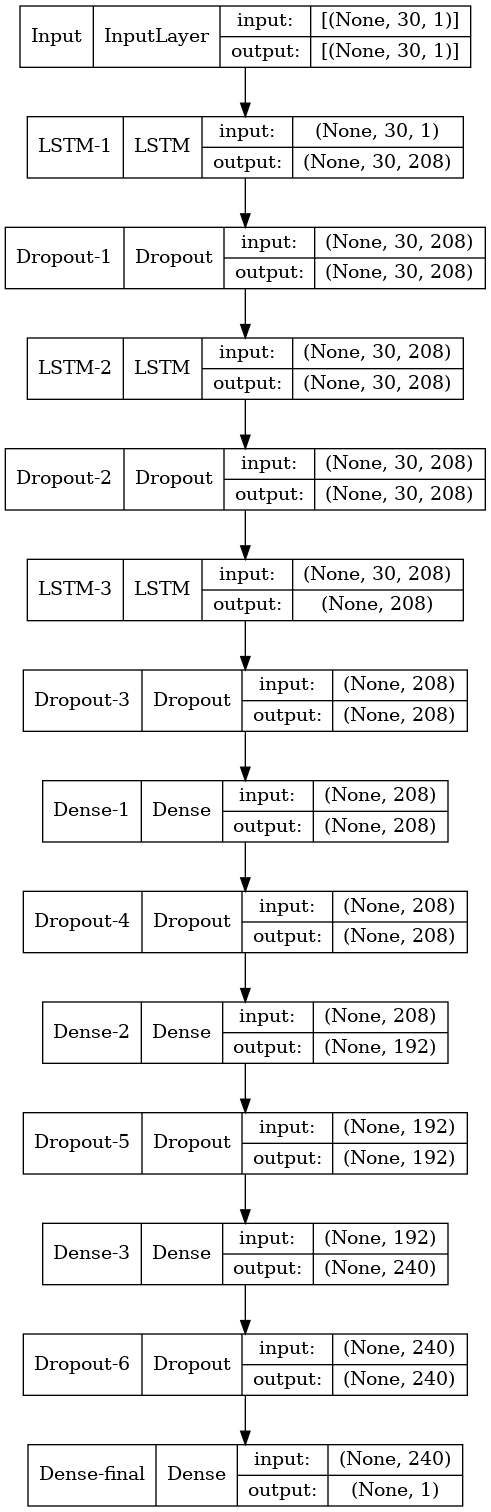 Input InputLayer input: [(None, 30, 1)]
output: [(None, 30, 1)]
LSTM-1 LSTM input: (None, 30, 1)
output: (None, 30, 208)
Dropout-1 Dropout input: (None, 30, 208)
output: (None, 30, 208)
LSTM-2 LSTM input: (None, 30, 208)
output: (None, 30, 208)
Dropout-2 Dropout input: (None, 30, 208)
output: (None, 30, 208)
LSTM-3 LSTM input: (None, 30, 208)
output: (None, 208)
Dropout-3 Dropout input: (None, 208)
output: (None, 208)
Dense-1 Dense input: (None, 208)
output: (None, 208)
Dropout-4 Dropout input: (None, 208)
output: (None, 208)
Dense-2 Dense input: (None, 208)
output: (None, 192)
Dropout-5 Dropout input: (None, 192)
output: (None, 192)
Dense-3 Dense input: (None, 192)
output: (None, 240)
Dropout-6 Dropout input: (None, 240)
output: (None, 240)
Dense-final Dense input: (None, 240)
output: (None, 1)